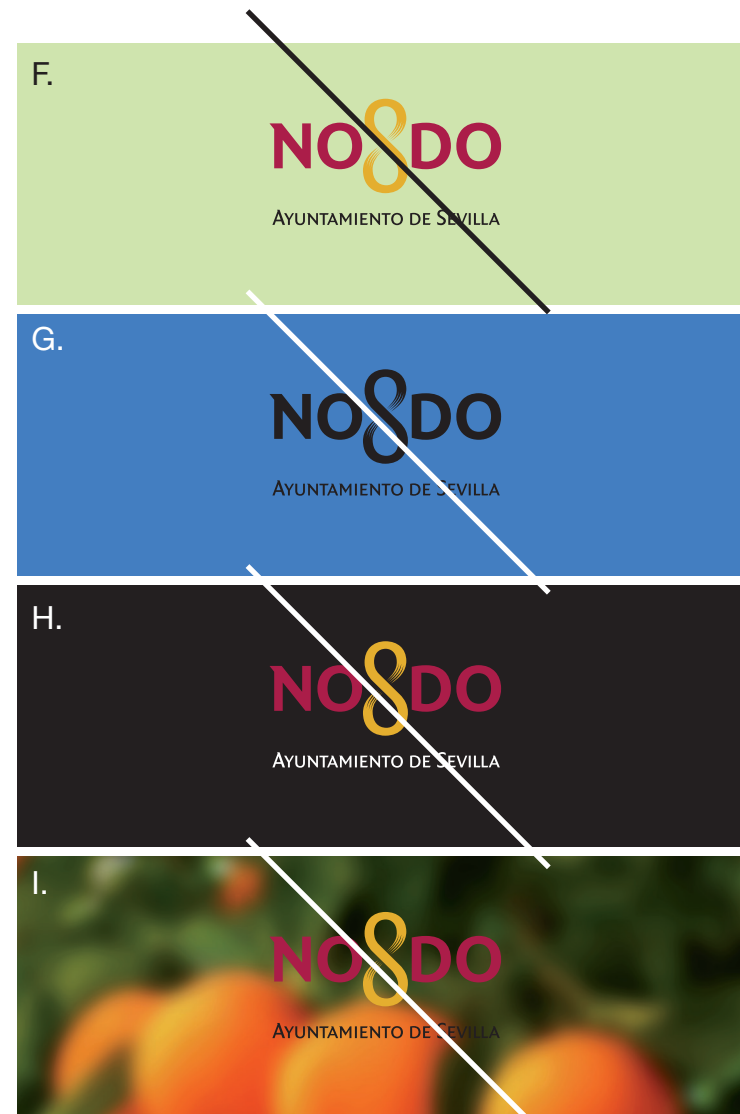 F.
NO8DO
AYUNTAMIENTO DE SEVILLA
G.
NO8DO
AYUNTAMIENTO DE SEVILLA
H.
NO8DO
AYUNTAMIENTO DE SEVILLA
I.
NO8DO
AYUNTAMIENTO DE SEVILLA